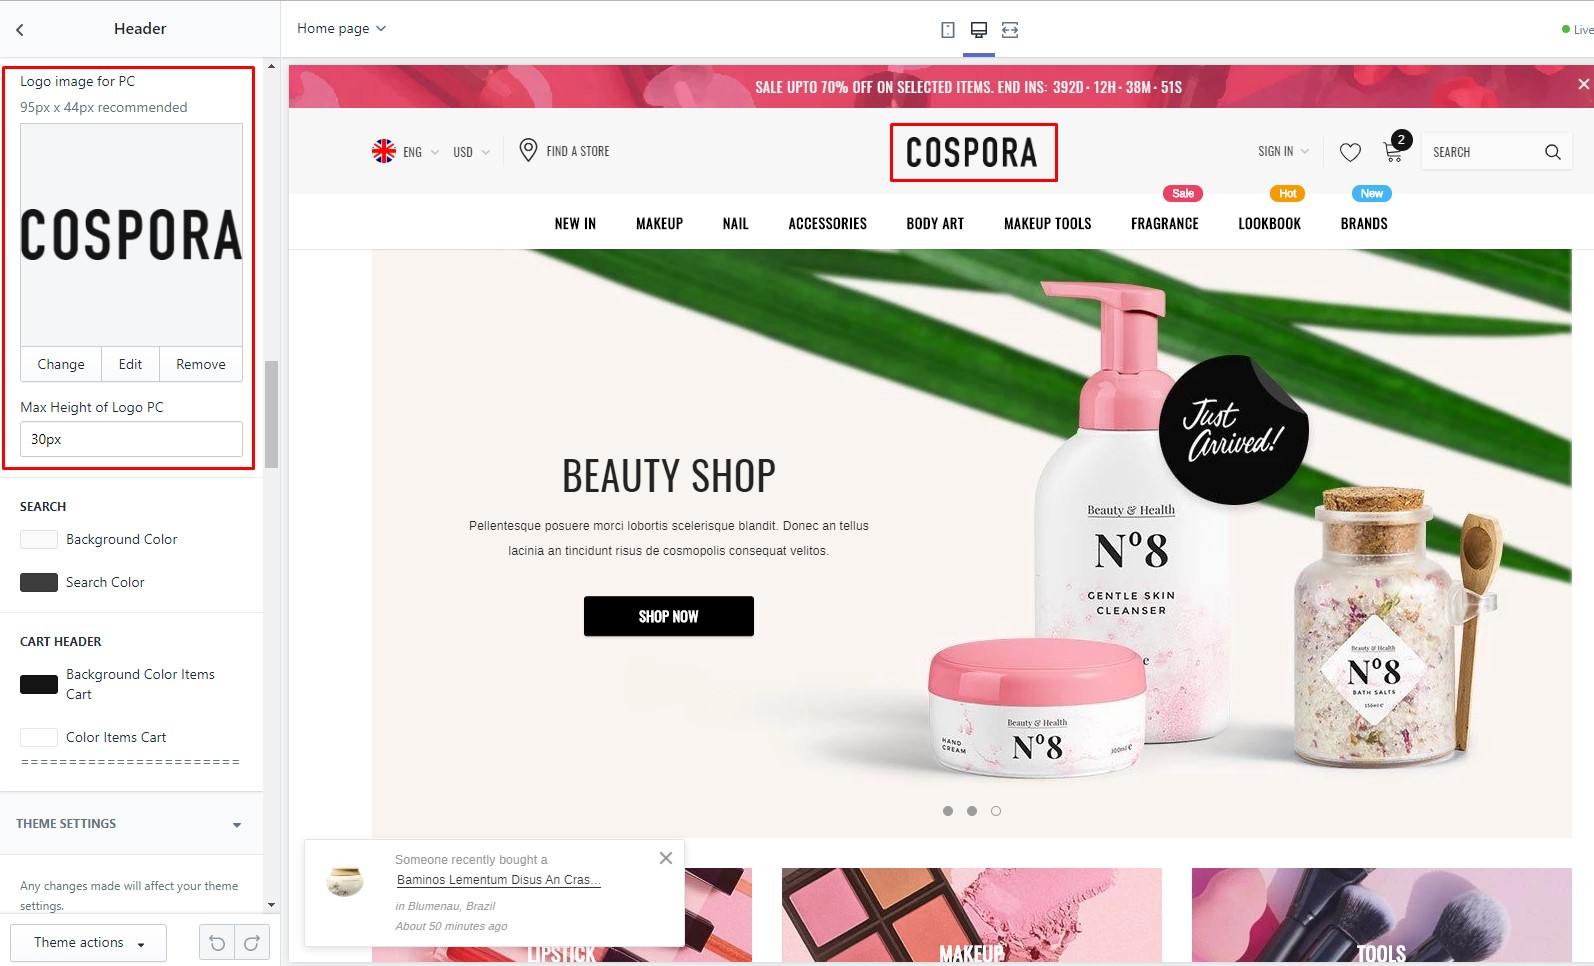 Header
Home page
Live
Logo image for PC
95px x 44px recommended
COSPORA
Change
Edit
Remove
Max Height of Logo PC
30px
SEARCH
Background Color
Search Color
CART HEADER
Background Color Items
Cart
Color Items Cart
=======================
THEME SETTINGS
Any changes made will affect your theme
settings.
Theme actions
SALE UPTO 70% OFF ON SELECTED ITEMS. END INS: 392D - 12H - 38M - 51S
ENG
USD
FIND A STORE
COSPORA
SIGN IN
2
SEARCH
Sale
Hot
New
NEW IN
MAKEUP
NAIL
ACCESSORIES
BODY ART
MAKEUP TOOLS
FRAGRANCE
LOOKBOOK
BRANDS
BEAUTY SHOP
Pellentesque posuere morci lobortis scelerisque blandit. Donec an tellus
lacinia an tincidunt risus de cosmopolis consequat velitos.
SHOP NOW
Just
Arrived!
Beauty & Health
Nº8
GENTLE SKIN
CLEANSER
e
Beauty & Health
Nº8
HAND
CREAM
300ml e
Beauty & Health
Nº8
BATH SALTS
150ml e
Someone recently bought a
Baminos Lementum Disus An Cras...
in Blumenau, Brazil
About 50 minutes ago
LIPSTICK
MAKEUP
TOOLS